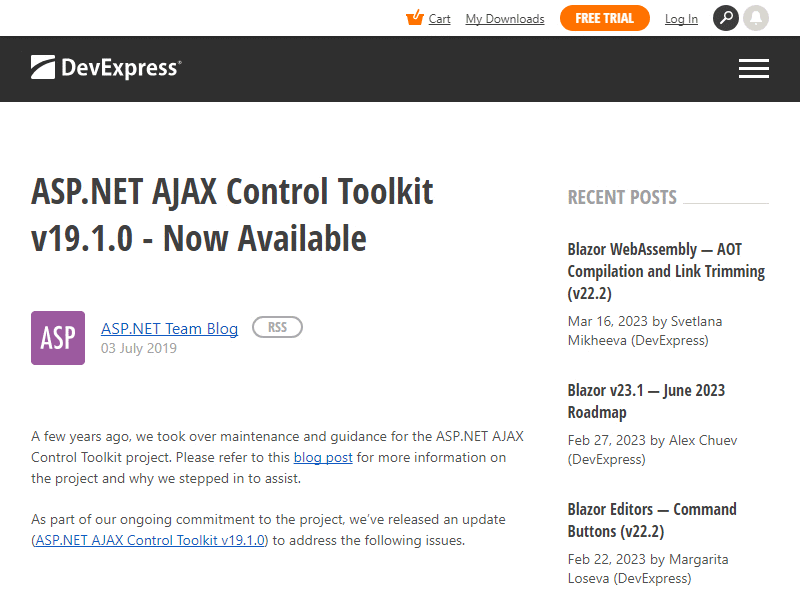 Cart My Downloads FREE TRIAL Log In
DevExpress
ASP.NET AJAX Control Toolkit
v19.1.0 - Now Available
ASP
ASP.NET Team Blog RSS
03 July 2019
A few years ago, we took over maintenance and guidance for the ASP.NET AJAX
Control Toolkit project. Please refer to this blog post for more information on
the project and why we stepped in to assist.
As part of our ongoing commitment to the project, we've released an update
(ASP.NET AJAX Control Toolkit v19.1.0) to address the following issues.
RECENT POSTS
Blazor WebAssembly — AOT
Compilation and Link Trimming
(v22.2)
Mar 16, 2023 by Svetlana
Mikheeva (DevExpress)
Blazor v23.1 — June 2023
Roadmap
Feb 27, 2023 by Alex Chuev
(DevExpress)
Blazor Editors — Command
Buttons (v22.2)
Feb 22, 2023 by Margarita
Loseva (DevExpress)